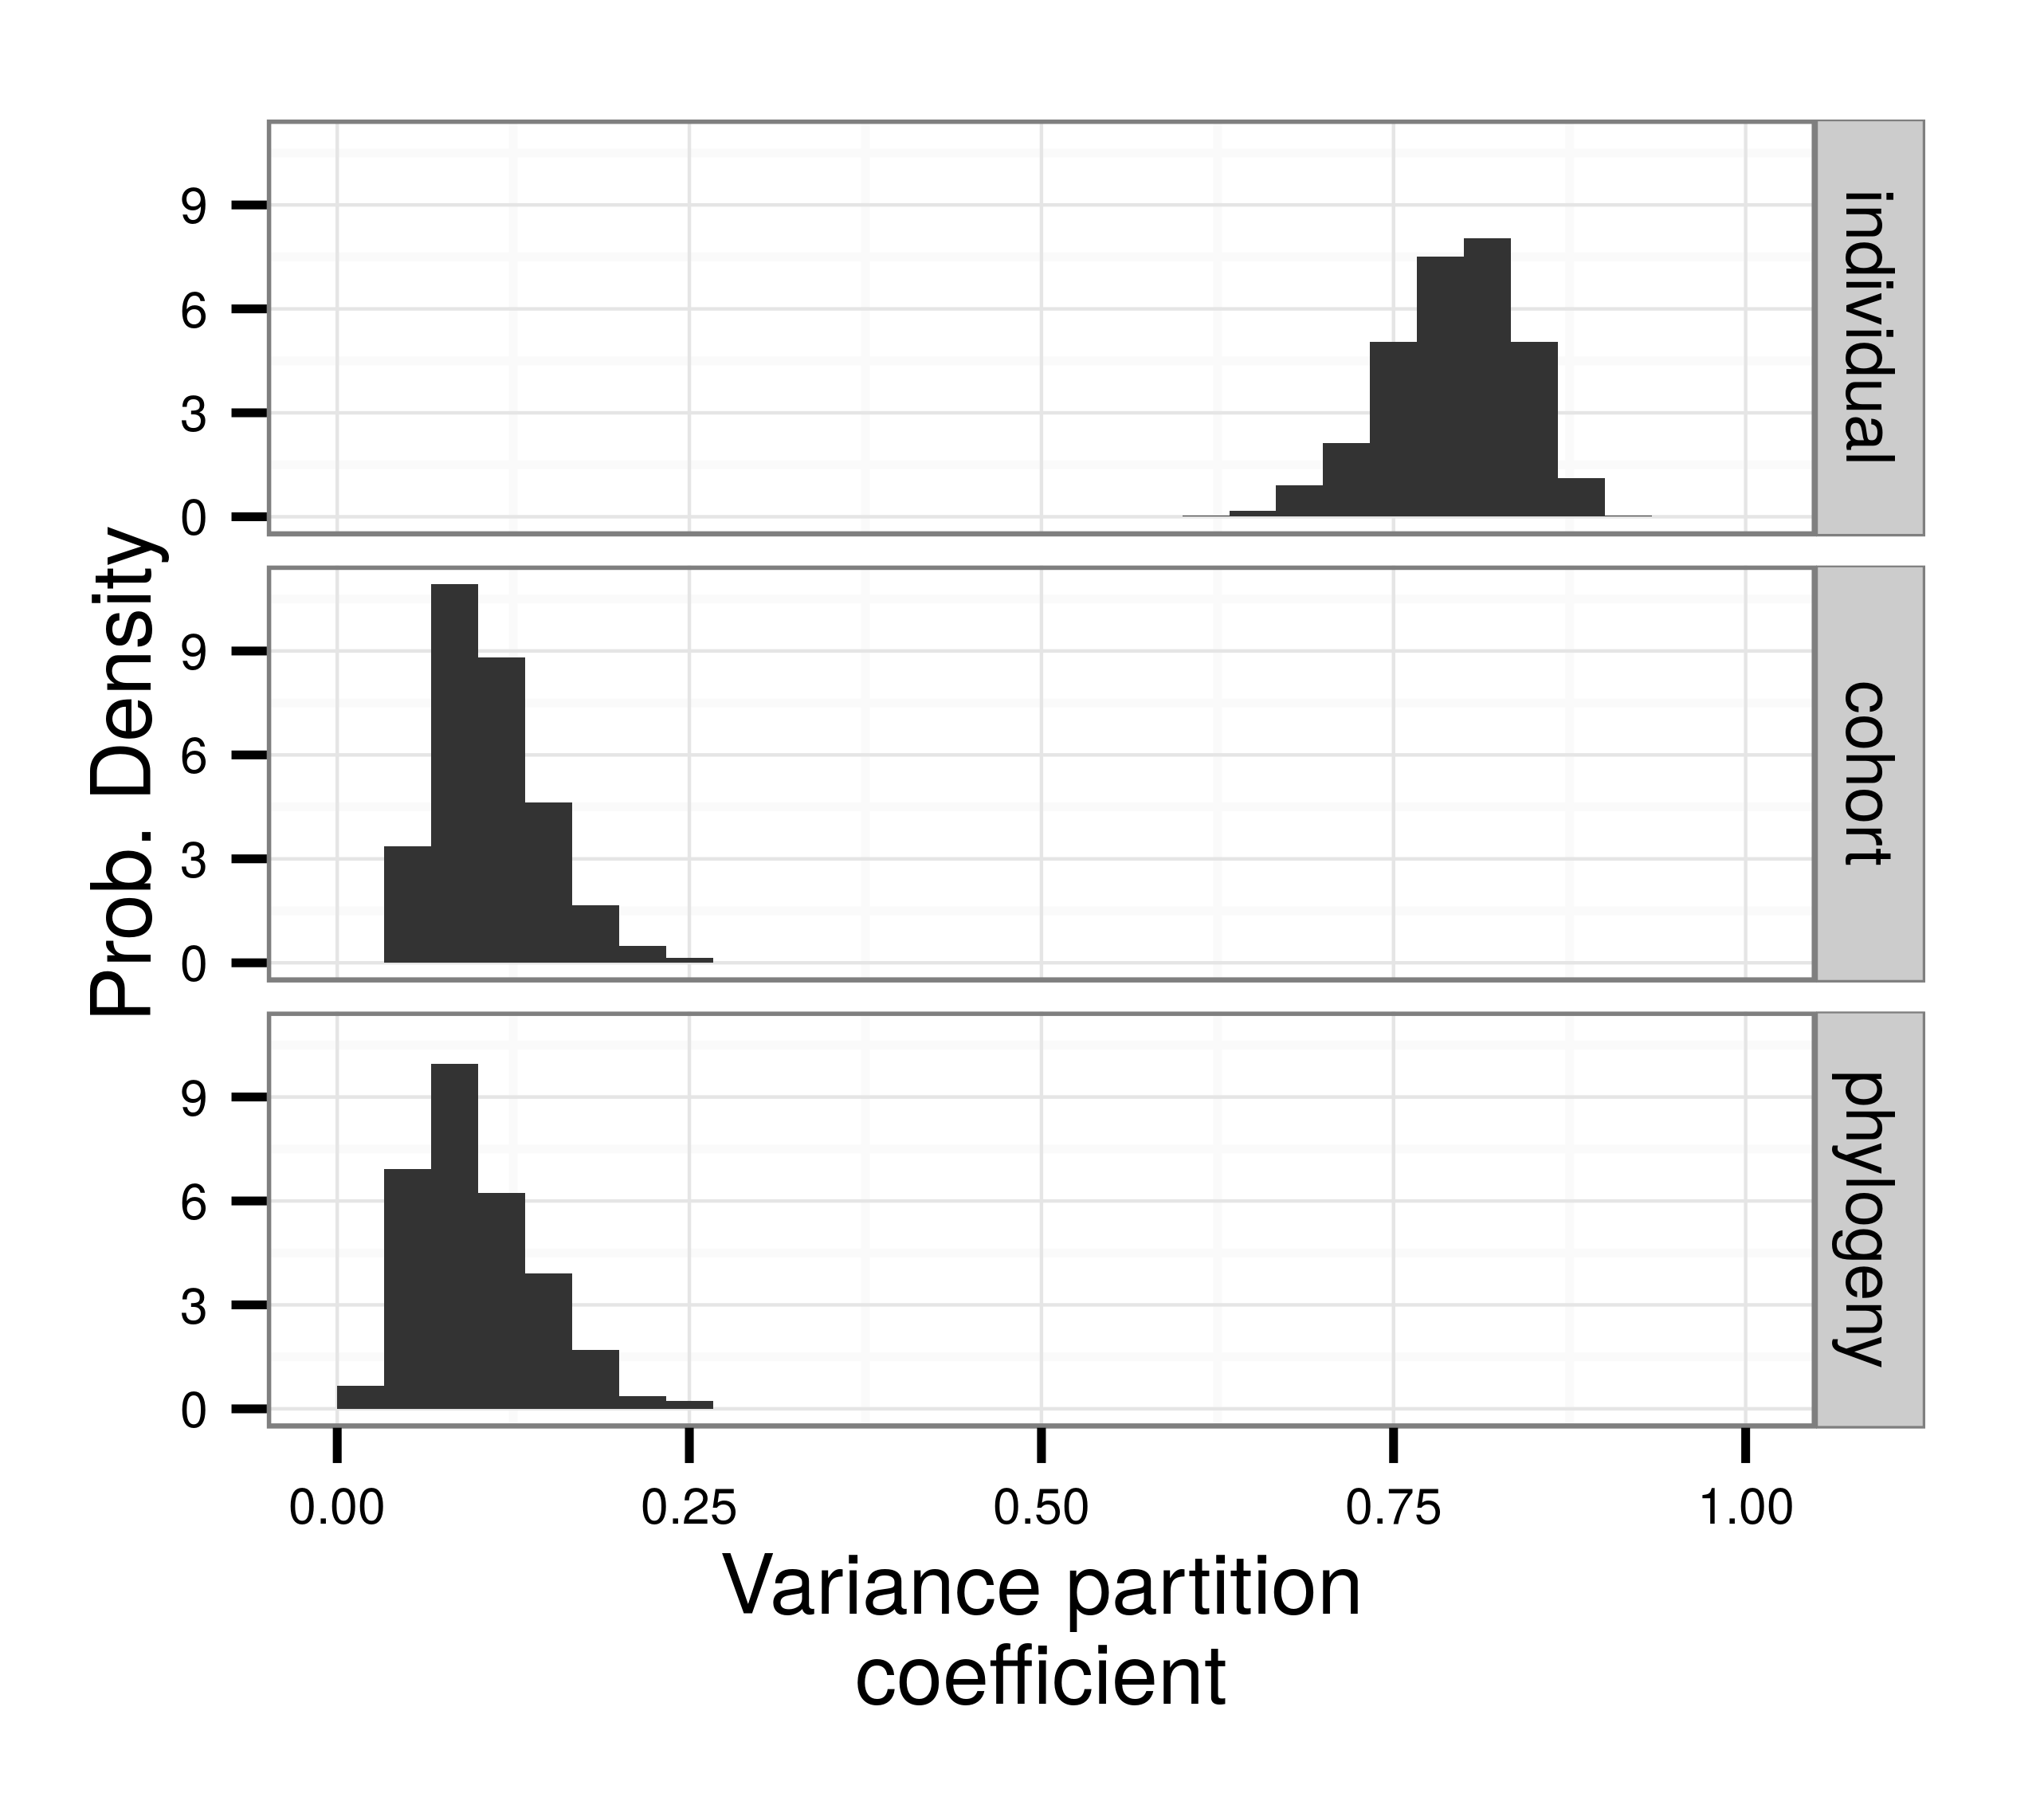 Prob. Density
9
6
3
0
individual
9
6
3
0
cohort
9
6
3
0
phylogeny
0.00 0.25 0.50 0.75 1.00
Variance partition
coefficient